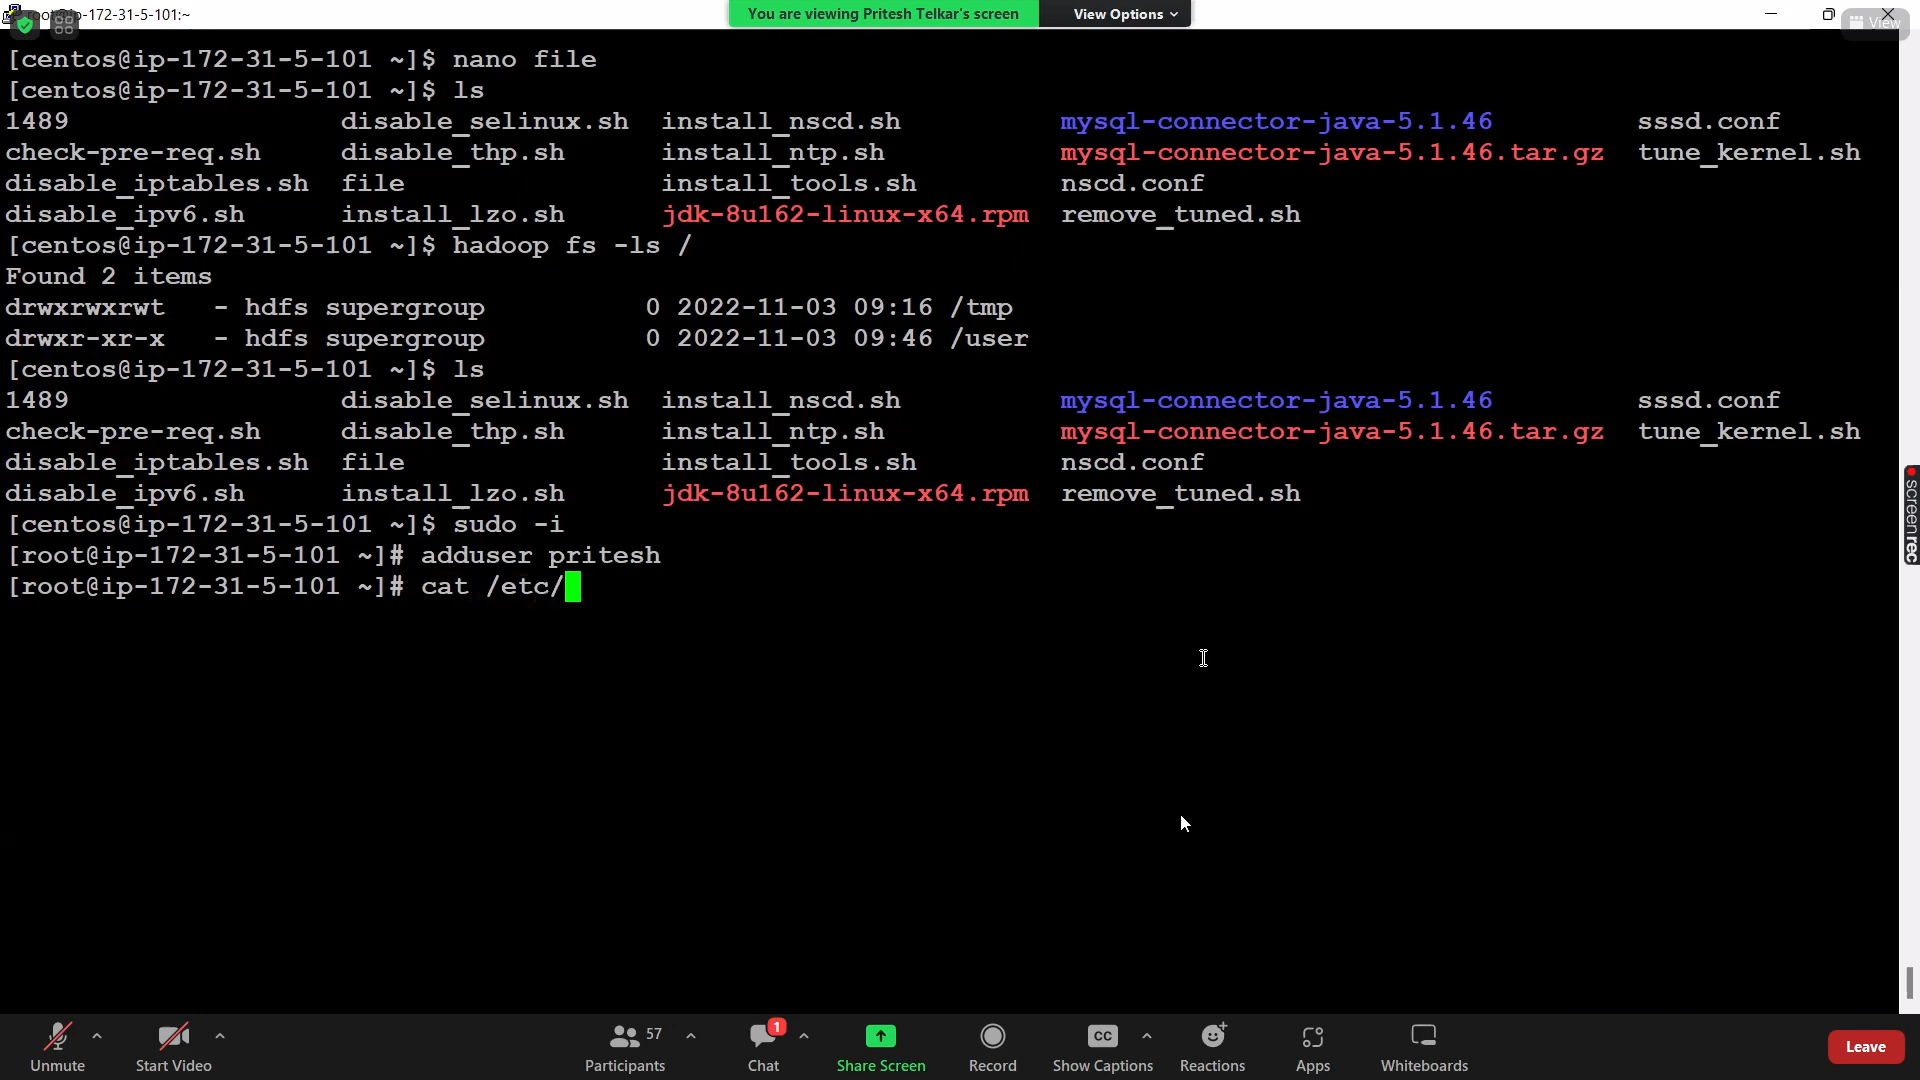 root@ip-172-31-5-101:~
You are viewing Pritesh Telkar's screen View Options
View
[centos@ip-172-31-5-101 ~]$ nano file
[centos@ip-172-31-5-101 ~]$ ls
1489 disable_selinux.sh install_nscd.sh mysql-connector-java-5.1.46 sssd.conf
check-pre-req.sh disable_thp.sh install_ntp.sh mysql-connector-java-5.1.46.tar.gz tune_kernel.sh
disable_iptables.sh file install_tools.sh nscd.conf
disable_ipv6.sh install_lzo.sh jdk-8u162-linux-x64.rpm remove_tuned.sh
[centos@ip-172-31-5-101 ~]$ hadoop fs -ls /
Found 2 items
drwxrwxrwt - hdfs supergroup 0 2022-11-03 09:16 /tmp
drwxr-xr-x - hdfs supergroup 0 2022-11-03 09:46 /user
[centos@ip-172-31-5-101 ~]$ ls
1489 disable_selinux.sh install_nscd.sh mysql-connector-java-5.1.46 sssd.conf
check-pre-req.sh disable_thp.sh install_ntp.sh mysql-connector-java-5.1.46.tar.gz tune_kernel.sh
disable_iptables.sh file install_tools.sh nscd.conf
disable_ipv6.sh install_lzo.sh jdk-8u162-linux-x64.rpm remove_tuned.sh
[centos@ip-172-31-5-101 ~]$ sudo -i
[root@ip-172-31-5-101 ~]# adduser pritesh
[root@ip-172-31-5-101 ~]# cat /etc/
screenrec
57 1 CC
Unmute Start Video Participants Chat Share Screen Record Show Captions Reactions Apps Whiteboards Leave